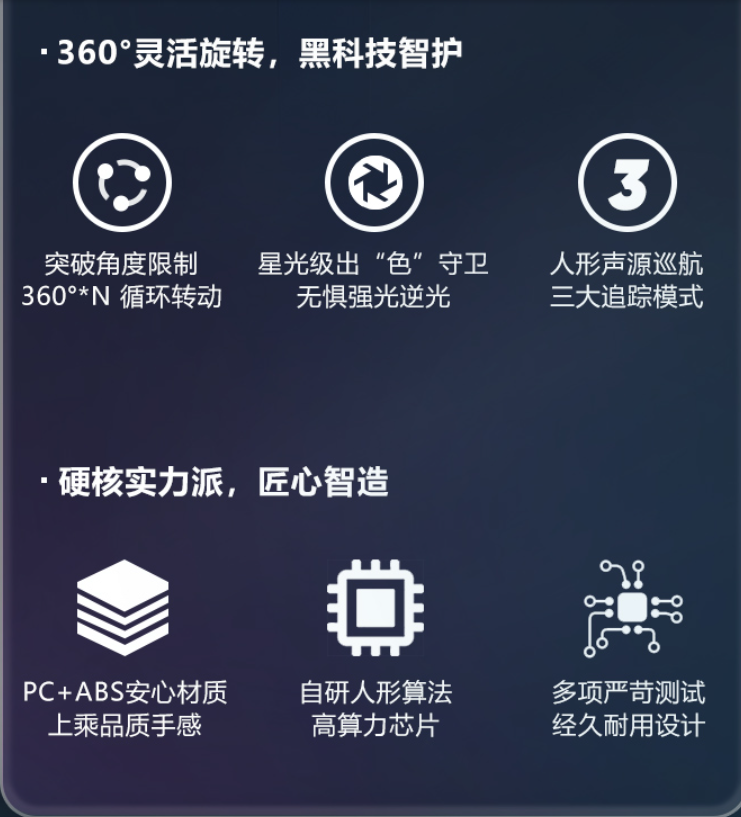 ·360°灵活旋转，黑科技智护
突破角度限制
360°*N 循环转动
星光级出“色”守卫
无惧强光逆光
3
人形声源巡航
三大追踪模式
·硬核实力派，匠心智造
PC+ABS安心材质
上乘品质手感
自研人形算法
高算力芯片
多项严苛测试
经久耐用设计